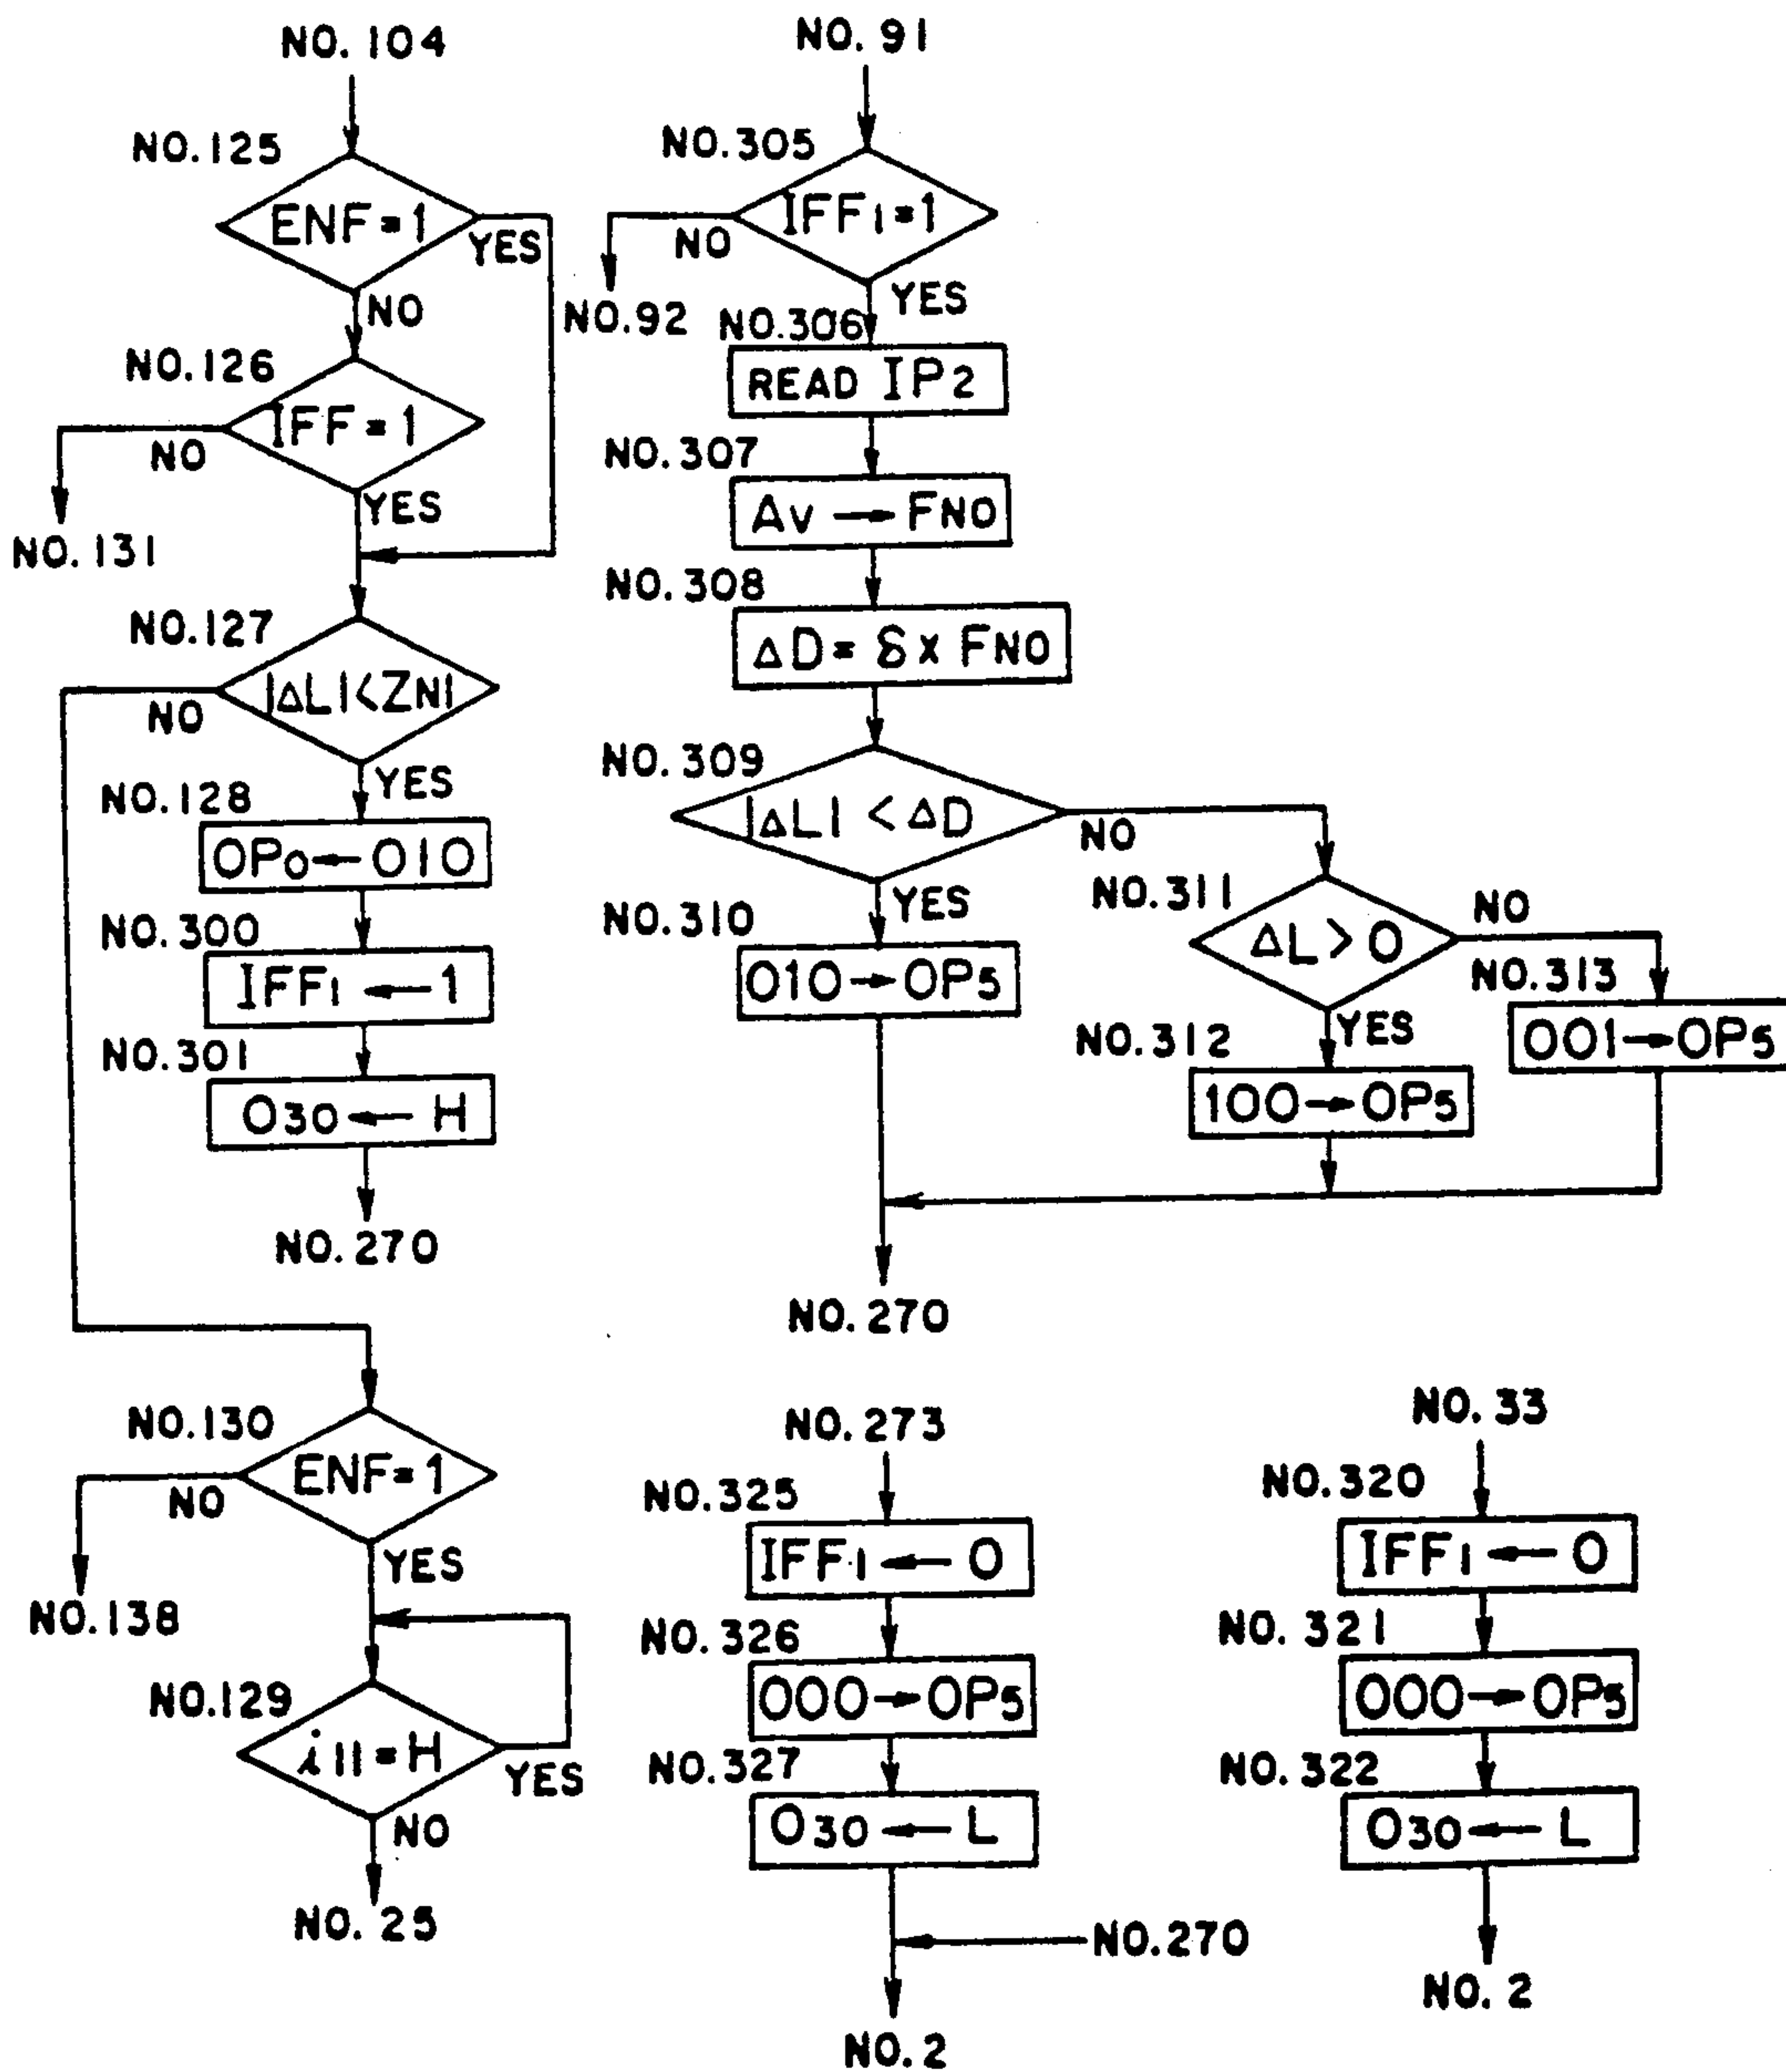 NO. 104
NO.125
ENF=1
YES
NO
NO.126
IFF=1
NO
YES
NO.131
NO.127
|ΔL|<ZN1
NO
YES
NO.128
OP0←010
NO.300
IFF1←1
NO.301
O30←H
NO.270
NO.130
ENF=1
NO
YES
NO.138
NO.129
i11=H
YES
NO
NO. 25
NO. 91
NO.305
IFF1=1
NO
YES
NO.92
NO.306
READ IP2
NO.307
Av→FNO
NO.308
ΔD=δ×FNO
NO.309
|ΔL|<ΔD
NO
YES
NO.310
010→OP5
NO.311
ΔL>0
NO
YES
NO.313
001→OP5
NO.312
100→OP5
NO. 270
NO. 273
NO.325
IFF1←0
NO.326
000→OP5
NO.327
O30←L
NO.270
NO. 2
NO. 33
NO.320
IFF1←0
NO. 321
000→OP5
NO. 322
O30←L
NO. 2